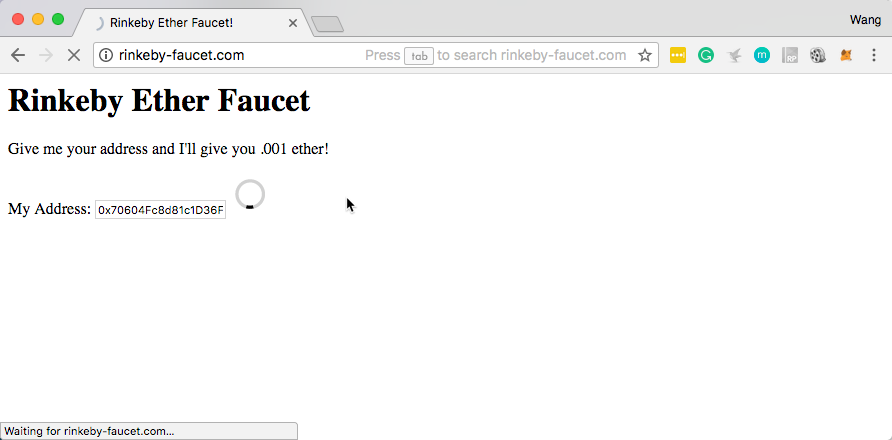 Rinkeby Ether Faucet!
Wang
rinkeby-faucet.com
Press tab to search rinkeby-faucet.com
m
RP
Rinkeby Ether Faucet
Give me your address and I'll give you .001 ether!
My Address: 0x70604Fc8d81c1D36F
Waiting for rinkeby-faucet.com...